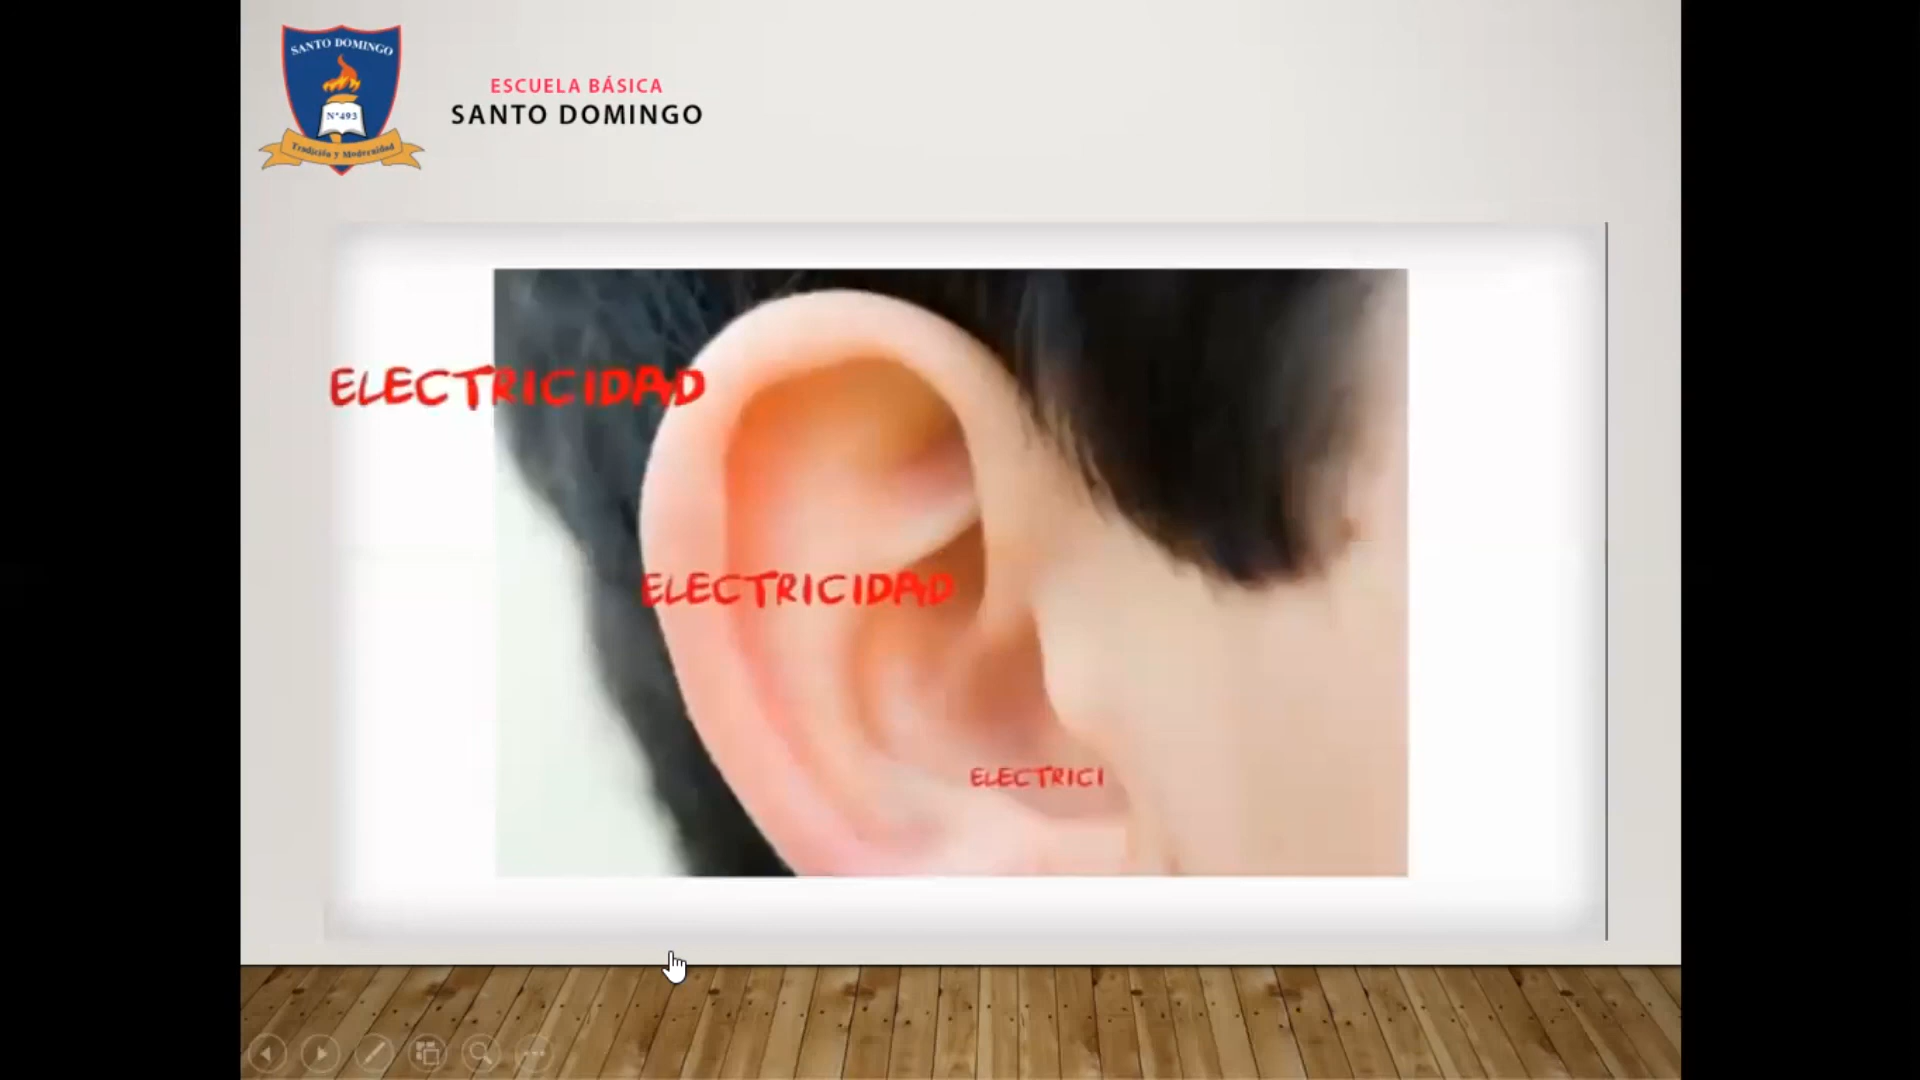 SANTO DOMINGO
N°493
Tradición y Modernidad
ESCUELA BÁSICA
SANTO DOMINGO
ELECTRICIDAD
ELECTRICIDAD
ELECTRICI